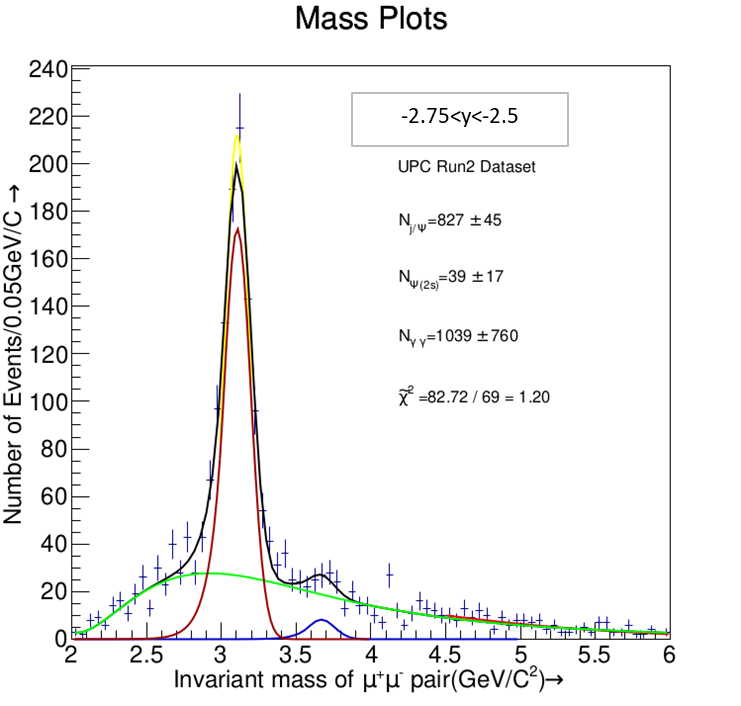 Mass Plots
240
220
200
180
160
140
120
100
80
60
40
20
0
Number of Events/0.05GeV/C →
-2.75<y<-2.5
UPC Run2 Dataset
N_{j/Ψ}=827 ±45
N_{Ψ(2s)}=39 ±17
N_{γ γ}=1039 ±760
χ̃² =82.72 / 69 = 1.20
2 2.5 3 3.5 4 4.5 5 5.5 6
Invariant mass of μ⁺μ⁻ pair(GeV/C²)→